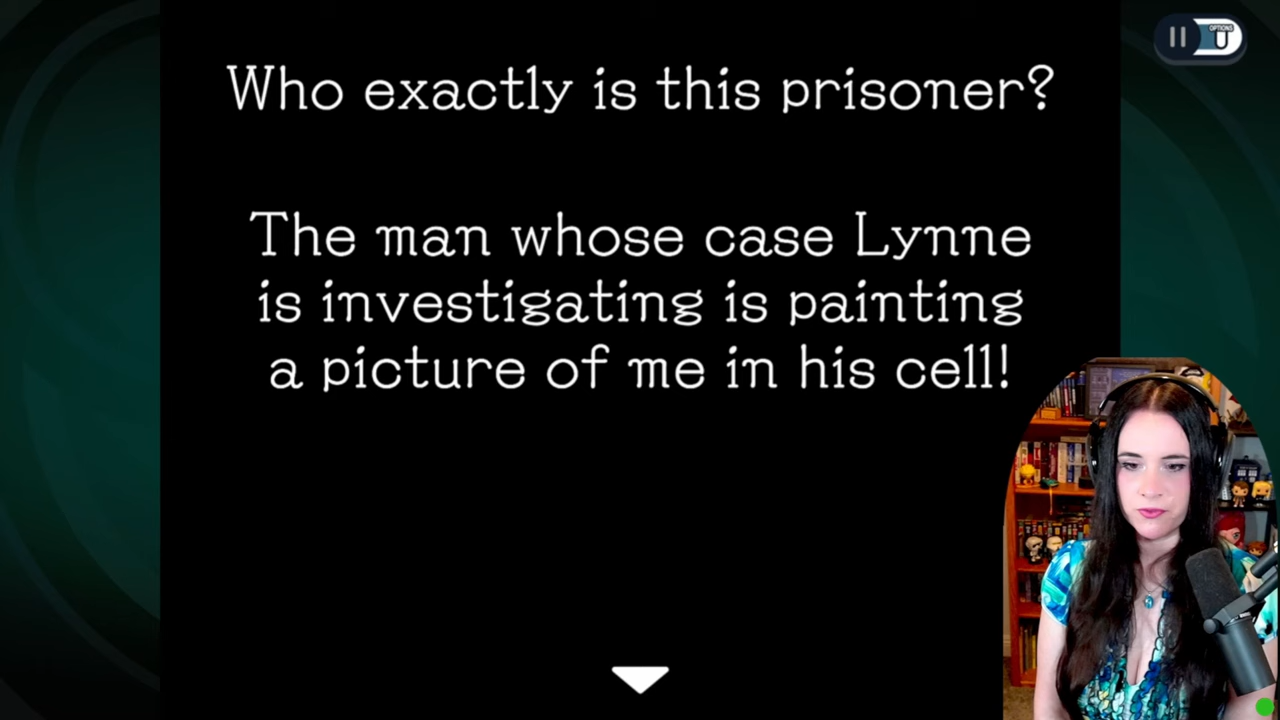 OPTIONS
Who exactly is this prisoner?
The man whose case Lynne
is investigating is painting
a picture of me in his cell!